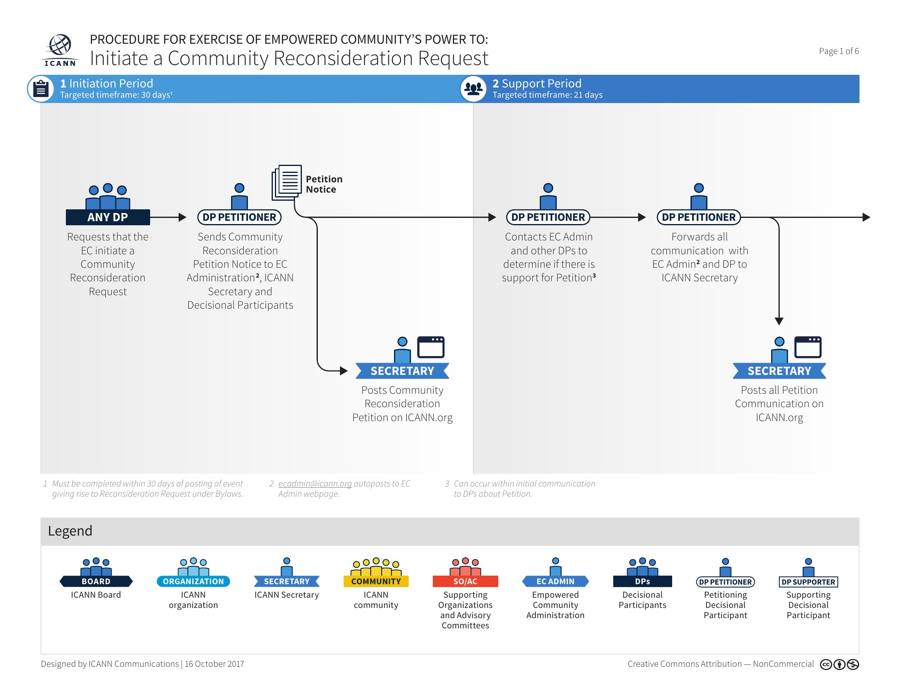 PROCEDURE FOR EXERCISE OF EMPOWERED COMMUNITY'S POWER TO:
Initiate a Community Reconsideration Request
ICANN
Page 1 of 6
1 Initiation Period
Targeted timeframe: 30 days¹
2 Support Period
Targeted timeframe: 21 days
Petition
Notice
ANY DP
Requests that the
EC initiate a
Community
Reconsideration
Request
DP PETITIONER
Sends Community
Reconsideration
Petition Notice to EC
Administration², ICANN
Secretary and
Decisional Participants
DP PETITIONER
Contacts EC Admin
and other DPs to
determine if there is
support for Petition³
DP PETITIONER
Forwards all
communication with
EC Admin² and DP to
ICANN Secretary
SECRETARY
Posts Community
Reconsideration
Petition on ICANN.org
SECRETARY
Posts all Petition
Communication on
ICANN.org
1 Must be completed within 30 days of posting of event
giving rise to Reconsideration Request under Bylaws.
2 ecadmin@icann.org autoposts to EC
Admin webpage.
3 Can occur within initial communication
to DPs about Petition.
Legend
BOARD
ICANN Board
ORGANIZATION
ICANN
organization
SECRETARY
ICANN Secretary
COMMUNITY
ICANN
community
SO/AC
Supporting
Organizations
and Advisory
Committees
EC ADMIN
Empowered
Community
Administration
DPs
Decisional
Participants
DP PETITIONER
Petitioning
Decisional
Participant
DP SUPPORTER
Supporting
Decisional
Participant
Designed by ICANN Communications | 16 October 2017
Creative Commons Attribution — NonCommercial